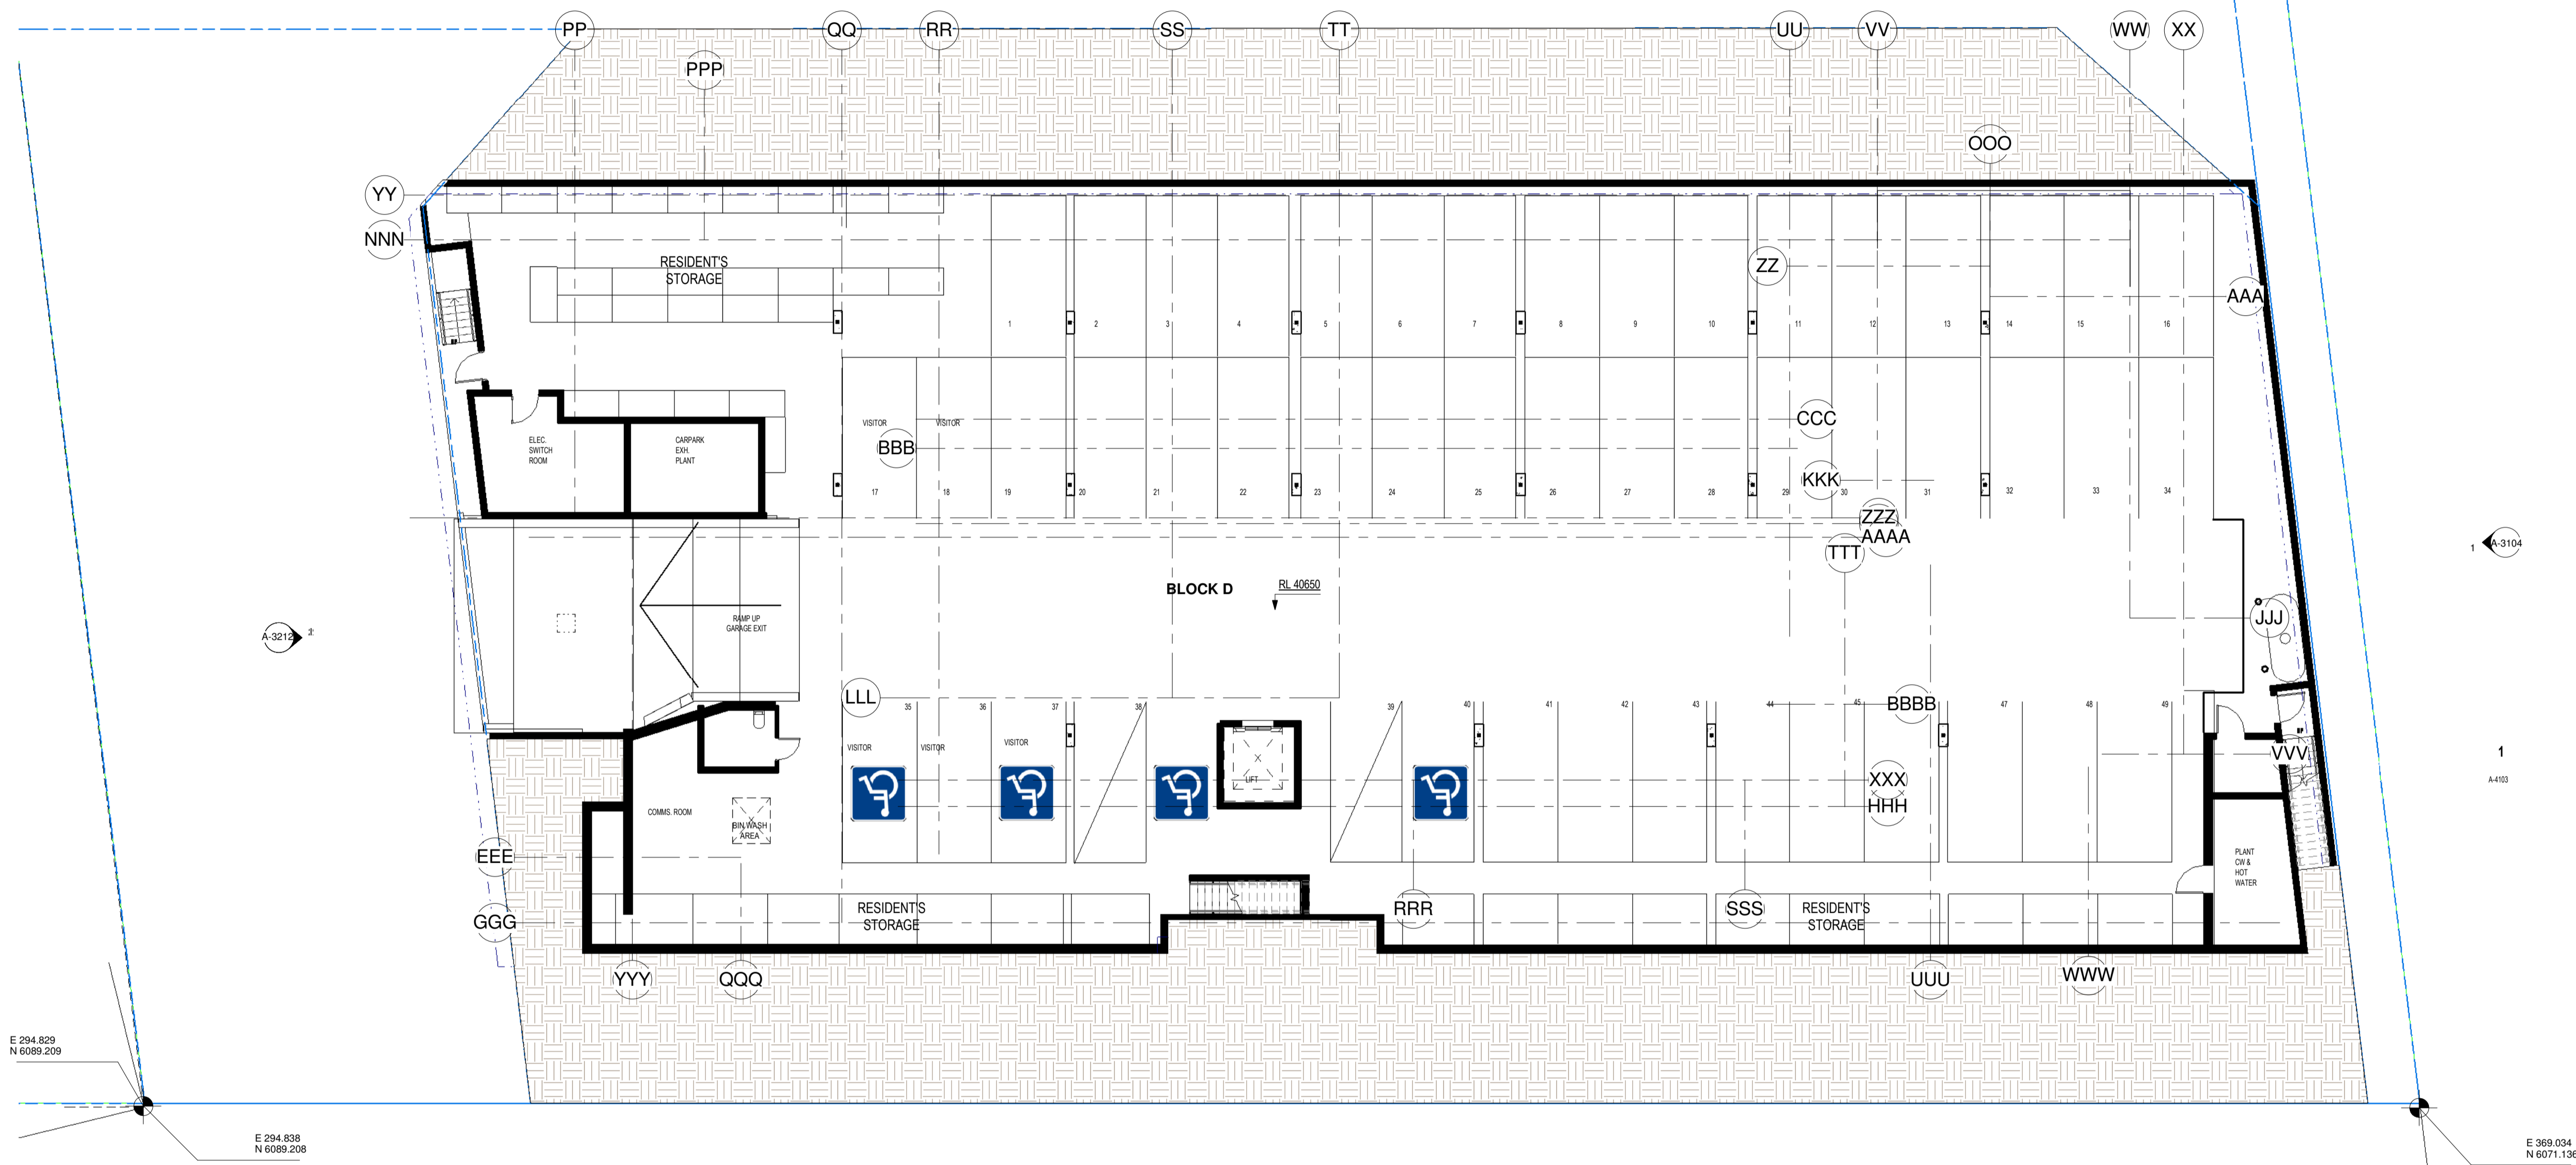 PP
QQ
RR
SS
TT
UU
VV
WW
XX
PPP
OOO
YY
NNN
RESIDENT'S
STORAGE
ZZ
AAA
1
2
3
4
5
6
7
8
9
10
11
12
13
14
15
16
ELEC.
SWITCH
ROOM
CARPARK
EXH.
PLANT
VISITOR
VISITOR
BBB
CCC
KKK
17
18
19
20
21
22
23
24
25
26
27
28
29
30
31
32
33
34
ZZZ
AAAA
TTT
1
A-3104
BLOCK D
RL 40650
A-3212
RAMP UP
GARAGE EXIT
JJJ
LLL
35
36
37
38
39
40
41
42
43
44
45
BBBB
47
48
49
VISITOR
VISITOR
VISITOR
LIFT
XXX
HHH
VVV
1
A-4103
COMMS. ROOM
BIN WASH
AREA
EEE
PLANT
CW &
HOT
WATER
GGG
RESIDENT'S
STORAGE
RRR
SSS
RESIDENT'S
STORAGE
YYY
QQQ
UUU
WWW
E 294.829
N 6089.209
E 294.838
N 6089.208
E 369.034
N 6071.136